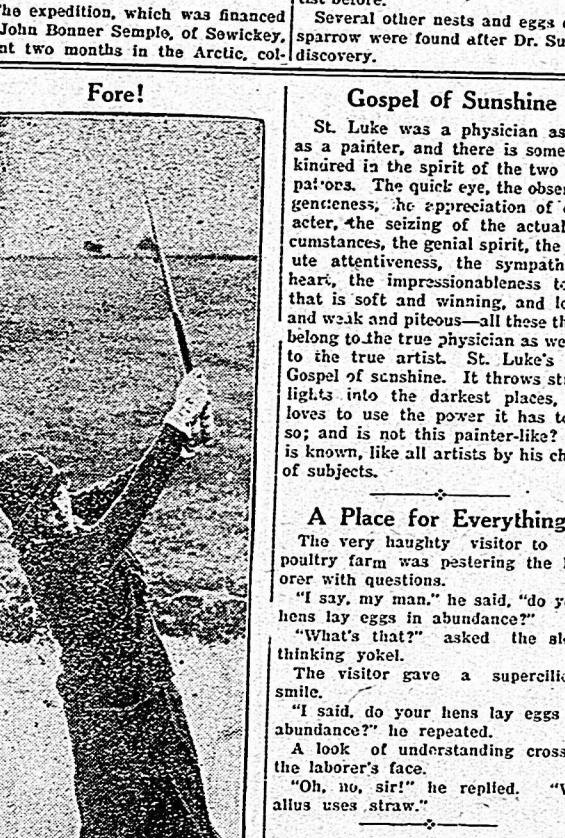 he expedition, which was financed
John Bonner Semple, of Sewickey,
nt two months in the Arctic, col-
Several other nests and eggs
sparrow were found after Dr. Su
discovery.
Fore!
Gospel of Sunshine
St. Luke was a physician as
as a painter, and there is some
kindred in the spirit of the two
The quick eye, the obser
appreciation of
acter, the seizing of the actual
cumstances, the genial spirit, the
ute attentiveness, the sympath
heart, the impressionableness to
that is soft and winning, and lo
and weak and piteous—all these th
belong to the true physician as we
to the true artist. St. Luke's
Gospel of sunshine. It throws st
lights into the darkest places,
loves to use the power it has to
so; and is not this painter-like?
is known, like all artists by his ch
of subjects.
A Place for Everything
The very haughty visitor to
poultry farm was pestering the
orer with questions.
"I say, my man," he said, "do yo
hens lay eggs in abundance?"
"What's that?" asked the slo
thinking yokel.
The visitor gave a supercilio
smile.
"I said, do your hens lay eggs
abundance?" he repeated.
A look of understanding cross
the laborer's face.
"Oh, no, sir!" he replied. "W
allus uses straw."